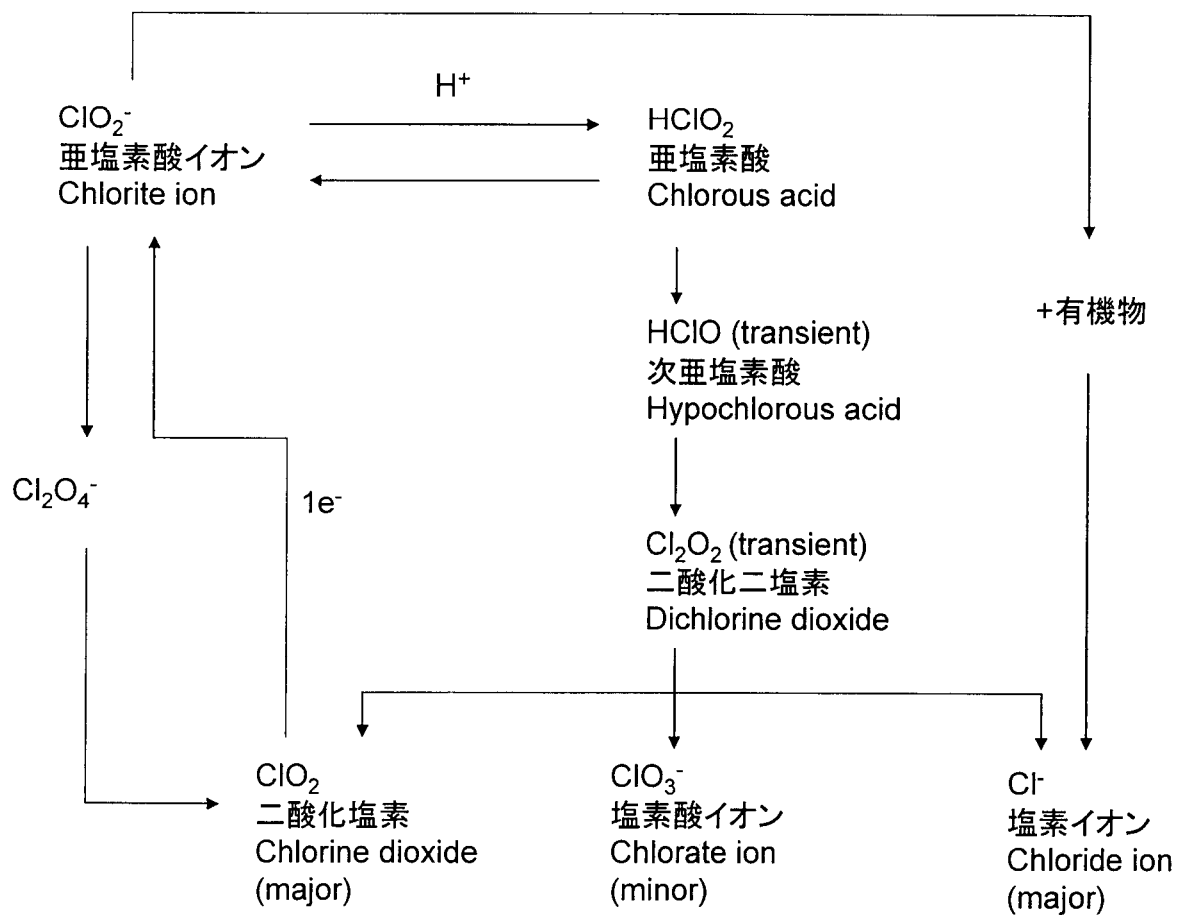 H⁺
ClO₂⁻
亜塩素酸イオン
Chlorite ion
HClO₂
亜塩素酸
Chlorous acid
+有機物
HClO (transient)
次亜塩素酸
Hypochlorous acid
Cl₂O₄⁻
1e⁻
Cl₂O₂ (transient)
二酸化二塩素
Dichlorine dioxide
ClO₂
二酸化塩素
Chlorine dioxide
(major)
ClO₃⁻
塩素酸イオン
Chlorate ion
(minor)
Cl⁻
塩素イオン
Chloride ion
(major)